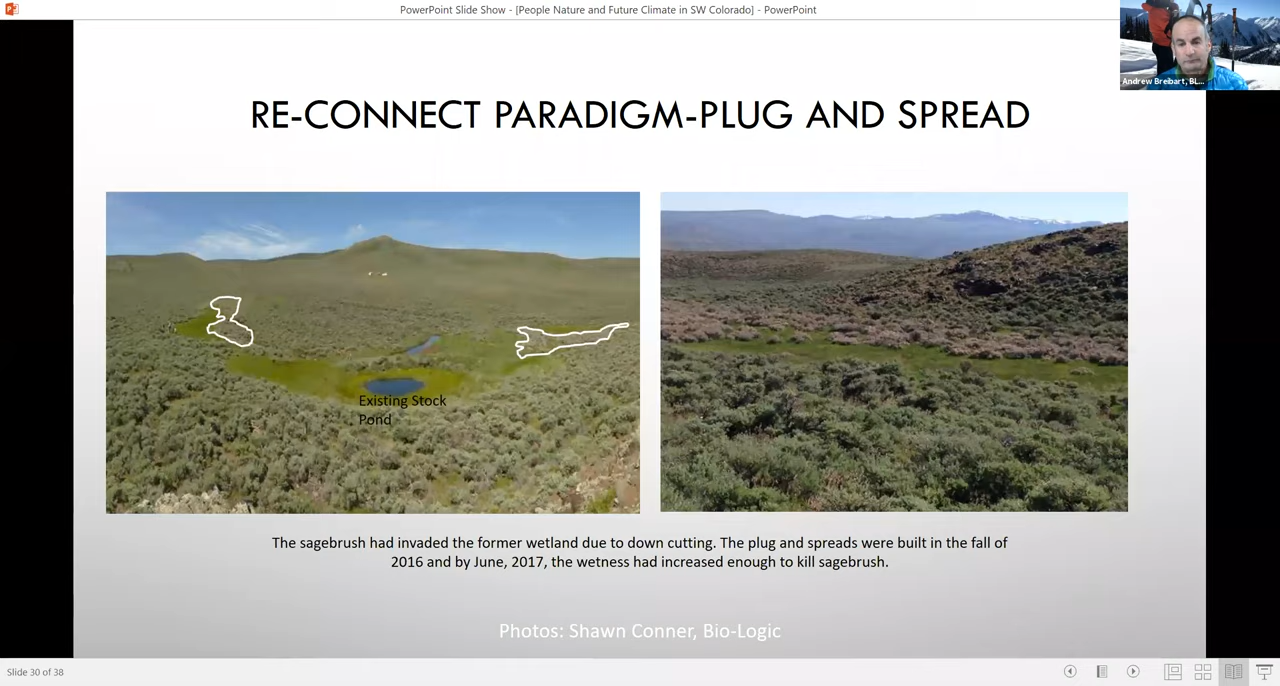 PowerPoint Slide Show - [People Nature and Future Climate in SW Colorado] - PowerPoint
Andrew Breibart, BL...
RE-CONNECT PARADIGM-PLUG AND SPREAD
Existing Stock
Pond
The sagebrush had invaded the former wetland due to down cutting. The plug and spreads were built in the fall of
2016 and by June, 2017, the wetness had increased enough to kill sagebrush.
Photos: Shawn Conner, Bio-Logic
Slide 30 of 38